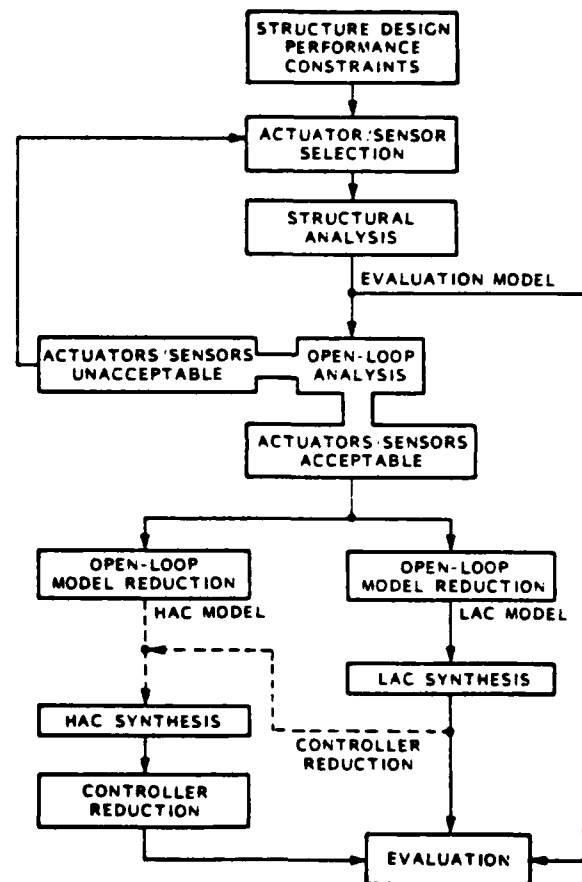 STRUCTURE DESIGN
PERFORMANCE
CONSTRAINTS
ACTUATOR/SENSOR
SELECTION
STRUCTURAL
ANALYSIS
EVALUATION MODEL
ACTUATORS/SENSORS
UNACCEPTABLE
OPEN-LOOP
ANALYSIS
ACTUATORS/SENSORS
ACCEPTABLE
OPEN-LOOP
MODEL REDUCTION
OPEN-LOOP
MODEL REDUCTION
HAC MODEL
LAC MODEL
LAC SYNTHESIS
HAC SYNTHESIS
CONTROLLER
REDUCTION
CONTROLLER
REDUCTION
EVALUATION